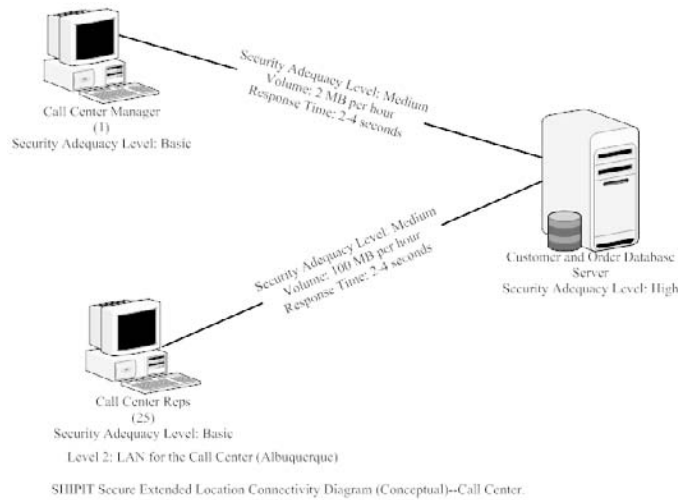 Security Adequacy Level: Medium
Volume: 2 MB per hour
Response Time: 2-4 seconds
Call Center Manager
(1)
Security Adequacy Level: Basic
Customer and Order Database
Server
Security Adequacy Level: High
Security Adequacy Level: Medium
Volume: 100 MB per hour
Response Time: 2-4 seconds
Call Center Reps
(25)
Security Adequacy Level: Basic
Level 2: LAN for the Call Center (Albuquerque)
SHIPIT Secure Extended Location Connectivity Diagram (Conceptual)--Call Center.